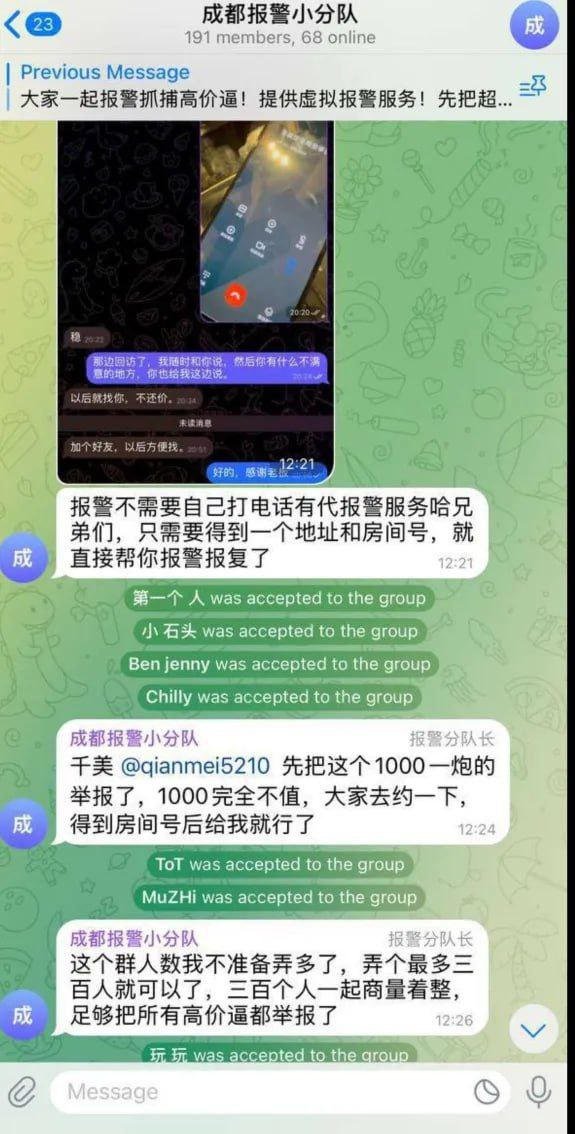 23
成都报警小分队
191 members, 68 online
成
Previous Message
大家一起报警抓捕高价逼！提供虚拟报警服务！先把超...
20:20
稳 20:22
那边回访了，我随时和你说，然后你有什么不满
意的地方，你也给我这边说。
以后就找你，不还价。 20:24
未读消息
加个好友，以后方便找。 20:51
好的，感谢老板
12:21
报警不需要自己打电话有代报警服务哈兄
弟们，只需要得到一个地址和房间号，就
直接帮你报警报复了
12:21
成
第一个 人 was accepted to the group
小 石头 was accepted to the group
Ben jenny was accepted to the group
Chilly was accepted to the group
成都报警小分队 报警分队长
千美 @qianmei5210 先把这个1000一炮的
举报了，1000完全不值，大家去约一下，
得到房间号后给我就行了
12:24
成
ToT was accepted to the group
MuZHi was accepted to the group
成都报警小分队 报警分队长
这个群人数我不准备弄多了，弄个最多三
百人就可以了，三百个人一起商量着整，
足够把所有高价逼都举报了
12:26
成
玩 玩 was accepted to the group
Message